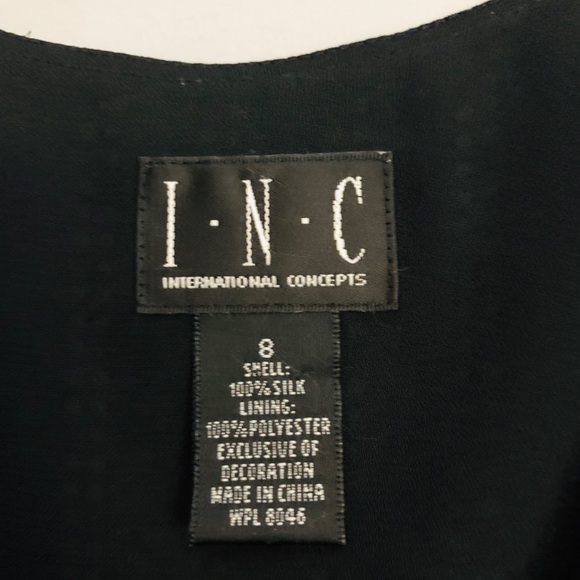 I·N·C
INTERNATIONAL CONCEPTS
8
SHELL:
100% SILK
LINING:
100% POLYESTER
EXCLUSIVE OF
DECORATION
MADE IN CHINA
WPL 8046